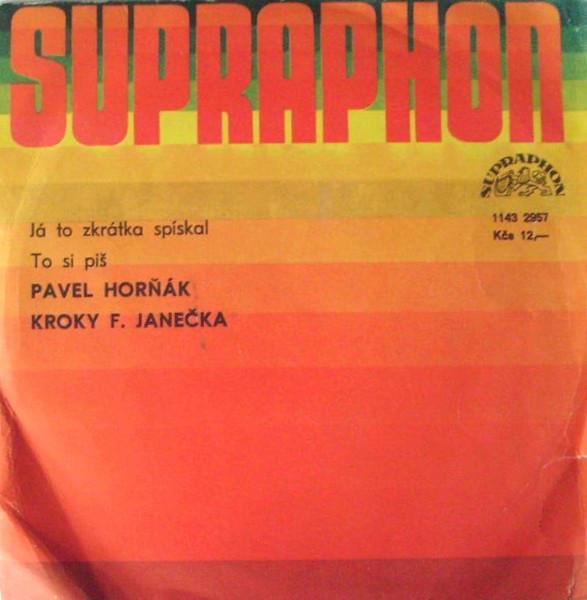 SUPRAPHON
SUPRAPHON
1143 2957
Kčs 12,—
Já to zkrátka spískal
To si piš
PAVEL HORŇÁK
KROKY F. JANEČKA